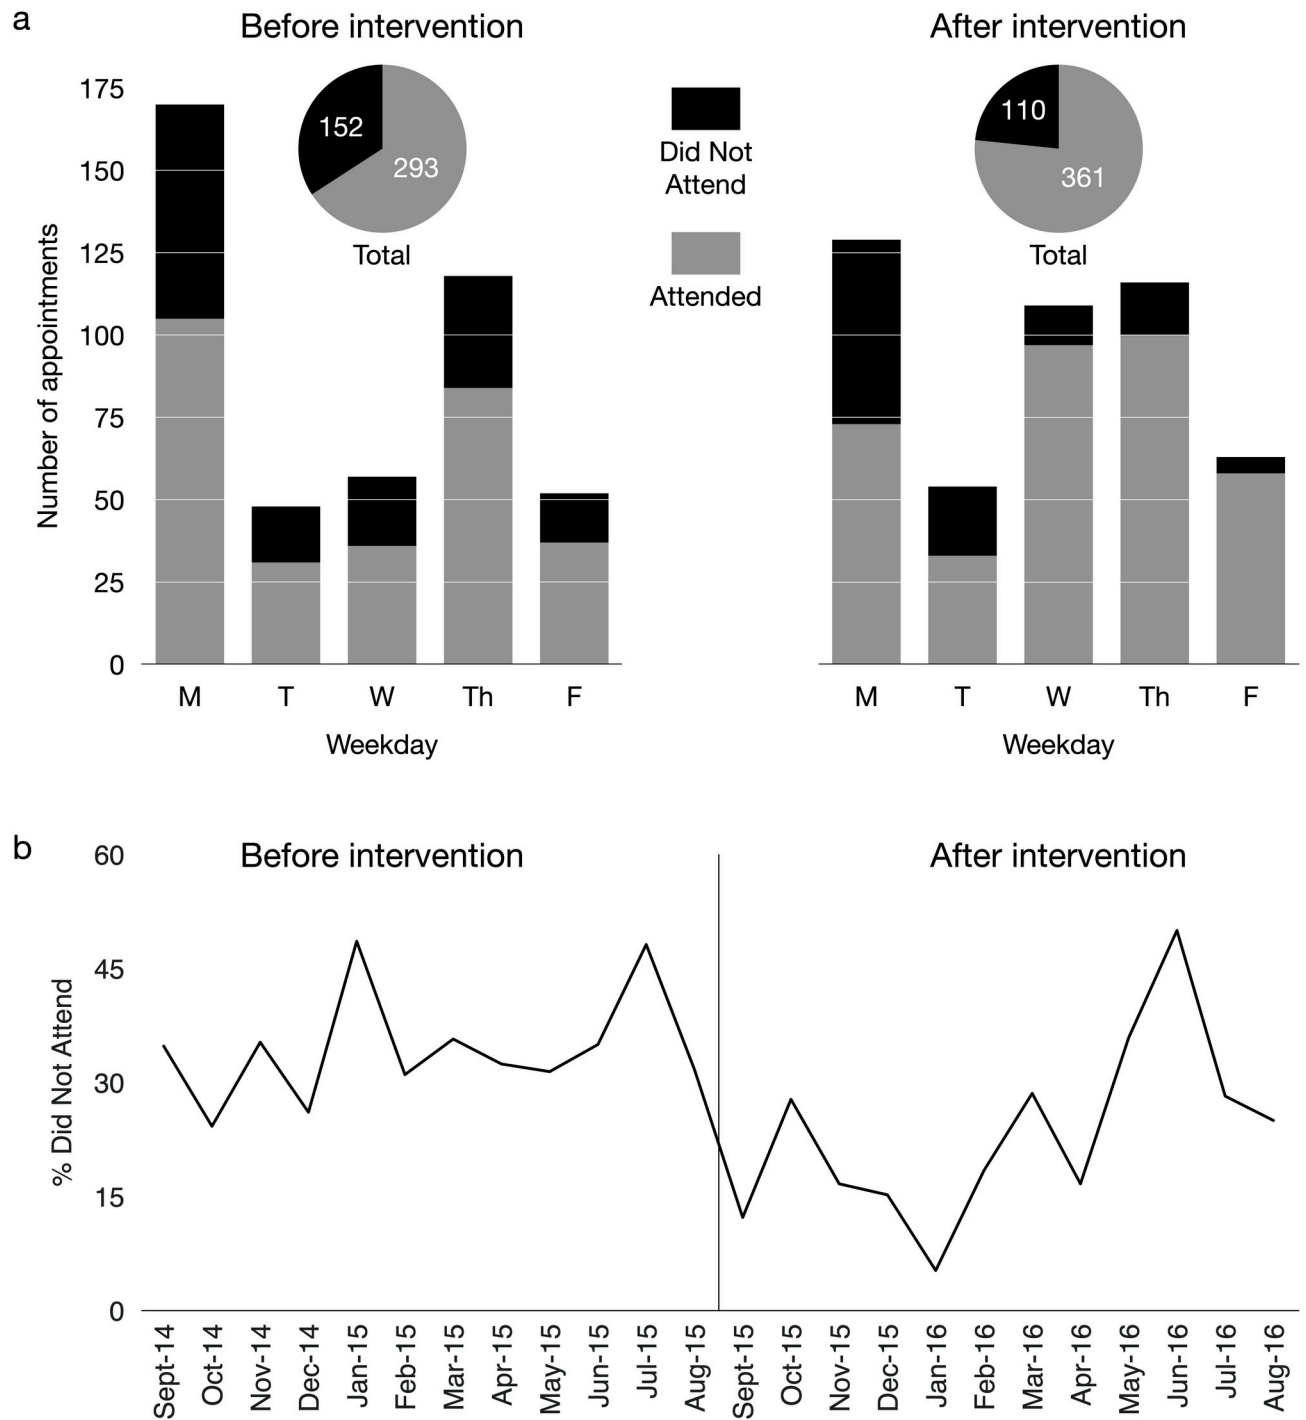 a
Before intervention
After intervention
175
150
125
100
75
50
25
0
Number of appointments
152
293
Total
Did Not
Attend
Attended
110
361
Total
M T W Th F
Weekday
M T W Th F
Weekday
b
Before intervention
After intervention
60
45
30
15
0
% Did Not Attend
Sept-14
Oct-14
Nov-14
Dec-14
Jan-15
Feb-15
Mar-15
Apr-15
May-15
Jun-15
Jul-15
Aug-15
Sept-15
Oct-15
Nov-15
Dec-15
Jan-16
Feb-16
Mar-16
Apr-16
May-16
Jun-16
Jul-16
Aug-16